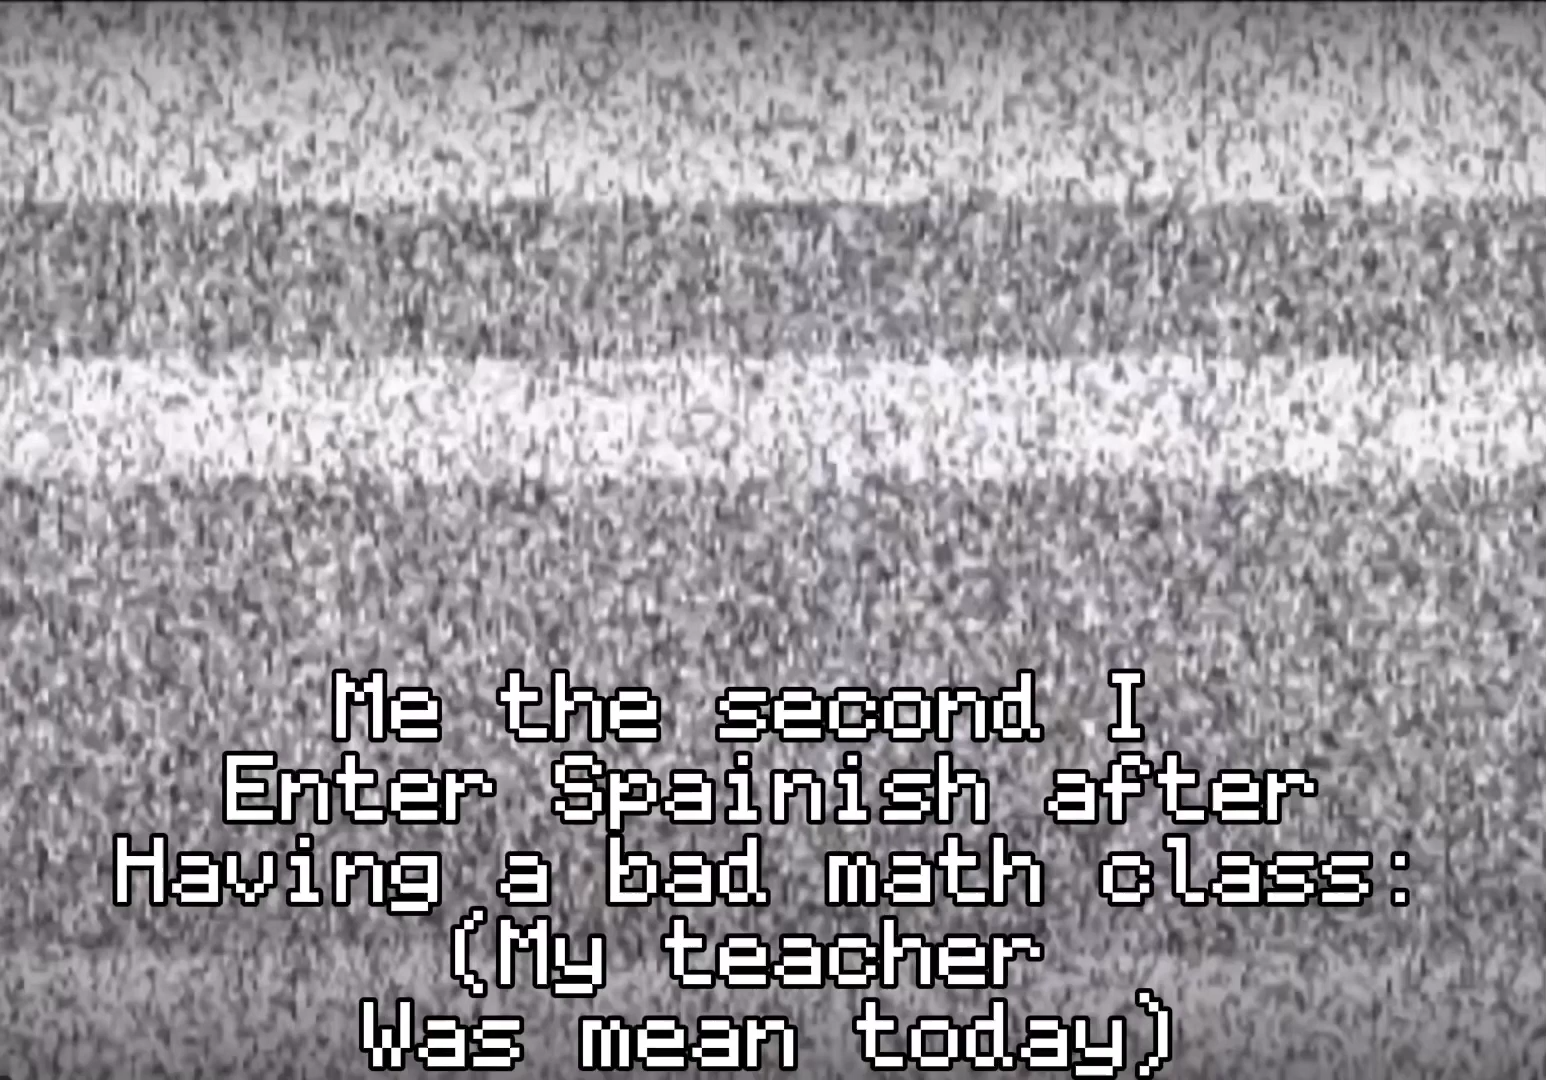 Me the second I
Enter Spainish after
Having a bad math class:
(My teacher
Was mean today)